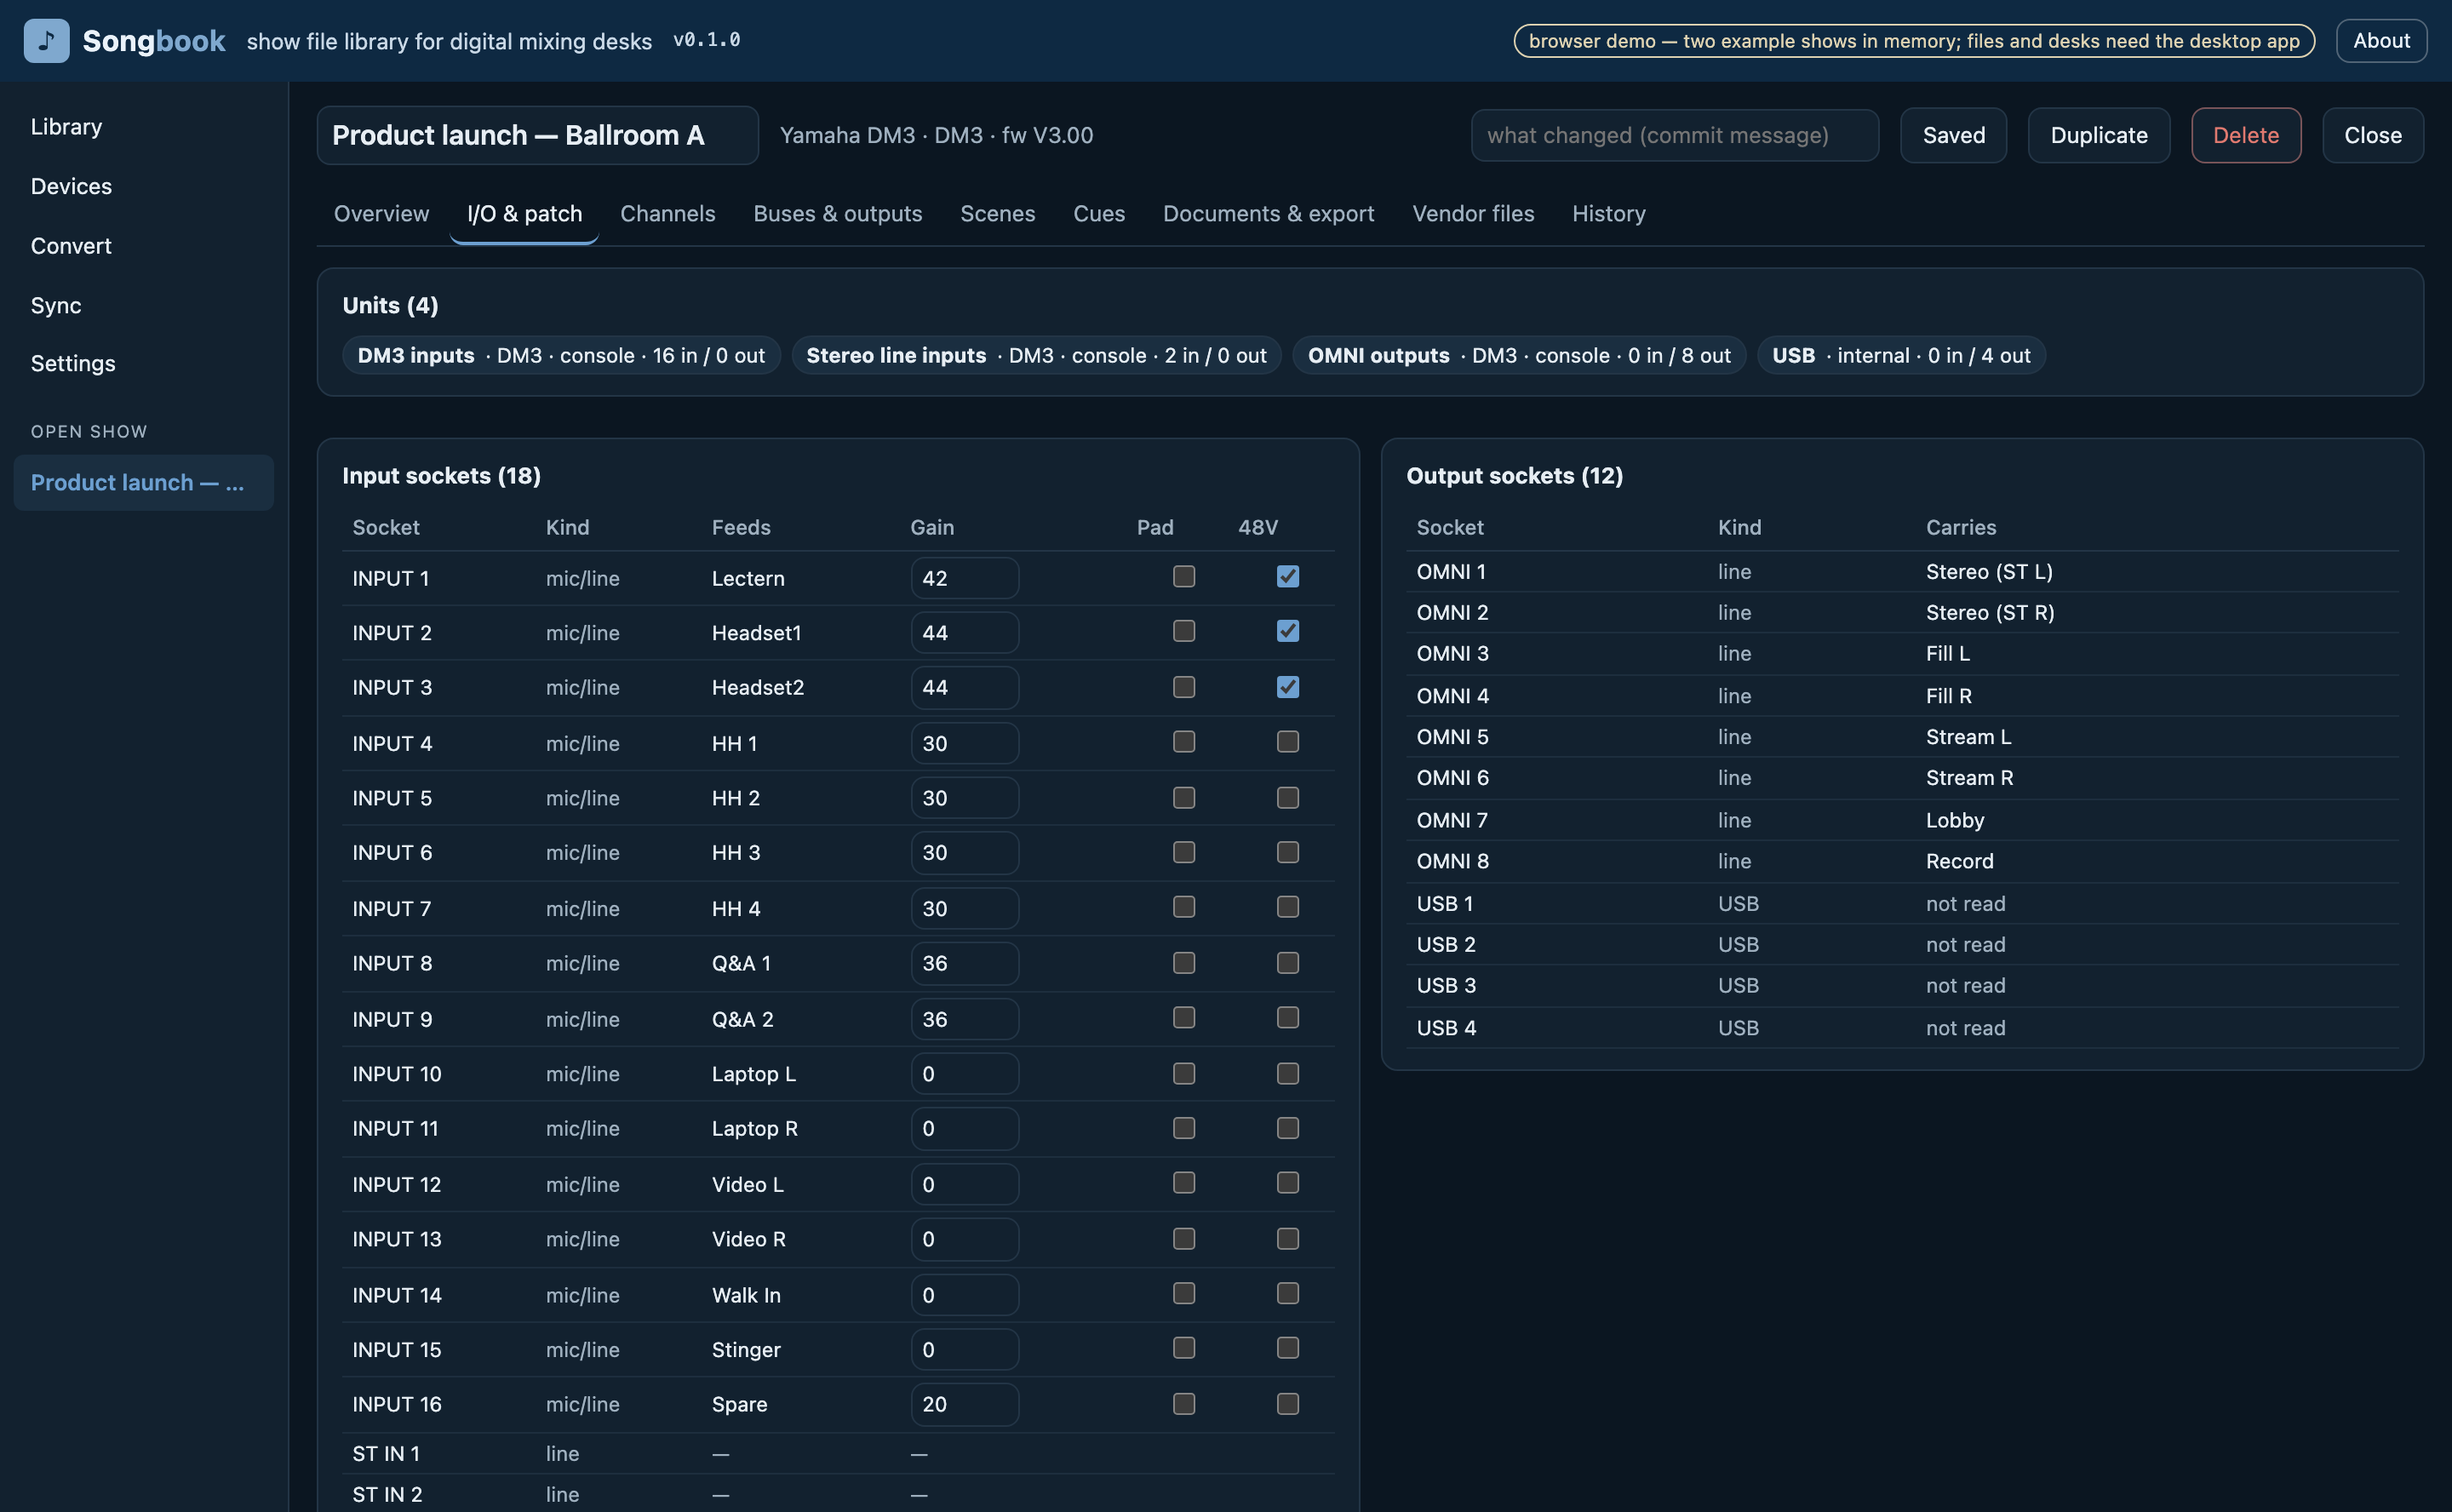 ♪ Songbook show file library for digital mixing desks v0.1.0 browser demo — two example shows in memory; files and desks need the desktop app About
Library
Devices
Convert
Sync
Settings
OPEN SHOW
Product launch — ...
Product launch — Ballroom A Yamaha DM3 · DM3 · fw V3.00 what changed (commit message) Saved Duplicate Delete Close
Overview I/O & patch Channels Buses & outputs Scenes Cues Documents & export Vendor files History
Units (4)
DM3 inputs · DM3 · console · 16 in / 0 out Stereo line inputs · DM3 · console · 2 in / 0 out OMNI outputs · DM3 · console · 0 in / 8 out USB · internal · 0 in / 4 out
Input sockets (18)
Socket Kind Feeds Gain Pad 48V
INPUT 1 mic/line Lectern 42
INPUT 2 mic/line Headset1 44
INPUT 3 mic/line Headset2 44
INPUT 4 mic/line HH 1 30
INPUT 5 mic/line HH 2 30
INPUT 6 mic/line HH 3 30
INPUT 7 mic/line HH 4 30
INPUT 8 mic/line Q&A 1 36
INPUT 9 mic/line Q&A 2 36
INPUT 10 mic/line Laptop L 0
INPUT 11 mic/line Laptop R 0
INPUT 12 mic/line Video L 0
INPUT 13 mic/line Video R 0
INPUT 14 mic/line Walk In 0
INPUT 15 mic/line Stinger 0
INPUT 16 mic/line Spare 20
ST IN 1 line — —
ST IN 2 line — —
Output sockets (12)
Socket Kind Carries
OMNI 1 line Stereo (ST L)
OMNI 2 line Stereo (ST R)
OMNI 3 line Fill L
OMNI 4 line Fill R
OMNI 5 line Stream L
OMNI 6 line Stream R
OMNI 7 line Lobby
OMNI 8 line Record
USB 1 USB not read
USB 2 USB not read
USB 3 USB not read
USB 4 USB not read